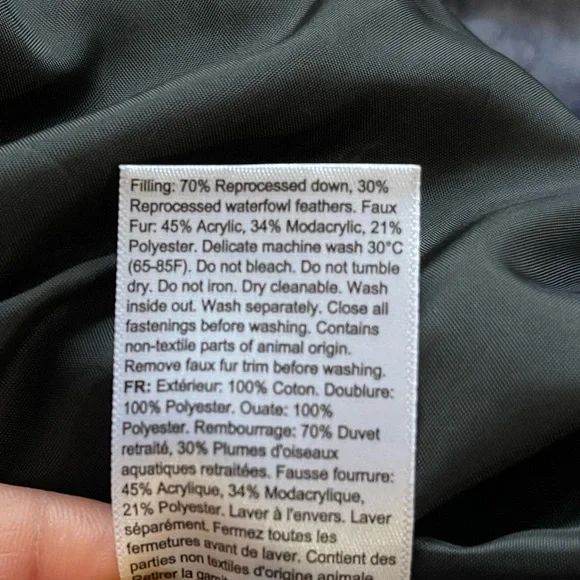 Filling: 70% Reprocessed down, 30%
Reprocessed waterfowl feathers. Faux
Fur: 45% Acrylic, 34% Modacrylic, 21%
Polyester. Delicate machine wash 30°C
(65-85F). Do not bleach. Do not tumble
dry. Do not iron. Dry cleanable. Wash
inside out. Wash separately. Close all
fastenings before washing. Contains
non-textile parts of animal origin.
Remove faux fur trim before washing.
FR: Extérieur: 100% Coton. Doublure:
100% Polyester. Ouate: 100%
Polyester. Rembourrage: 70% Duvet
retraité, 30% Plumes d'oiseaux
aquatiques retraitées. Fausse fourrure:
45% Acrylique, 34% Modacrylique,
21% Polyester. Laver à l'envers. Laver
séparément. Fermez toutes les
fermetures avant de laver. Contient des
parties non textiles d'origine animale.
Retirer la